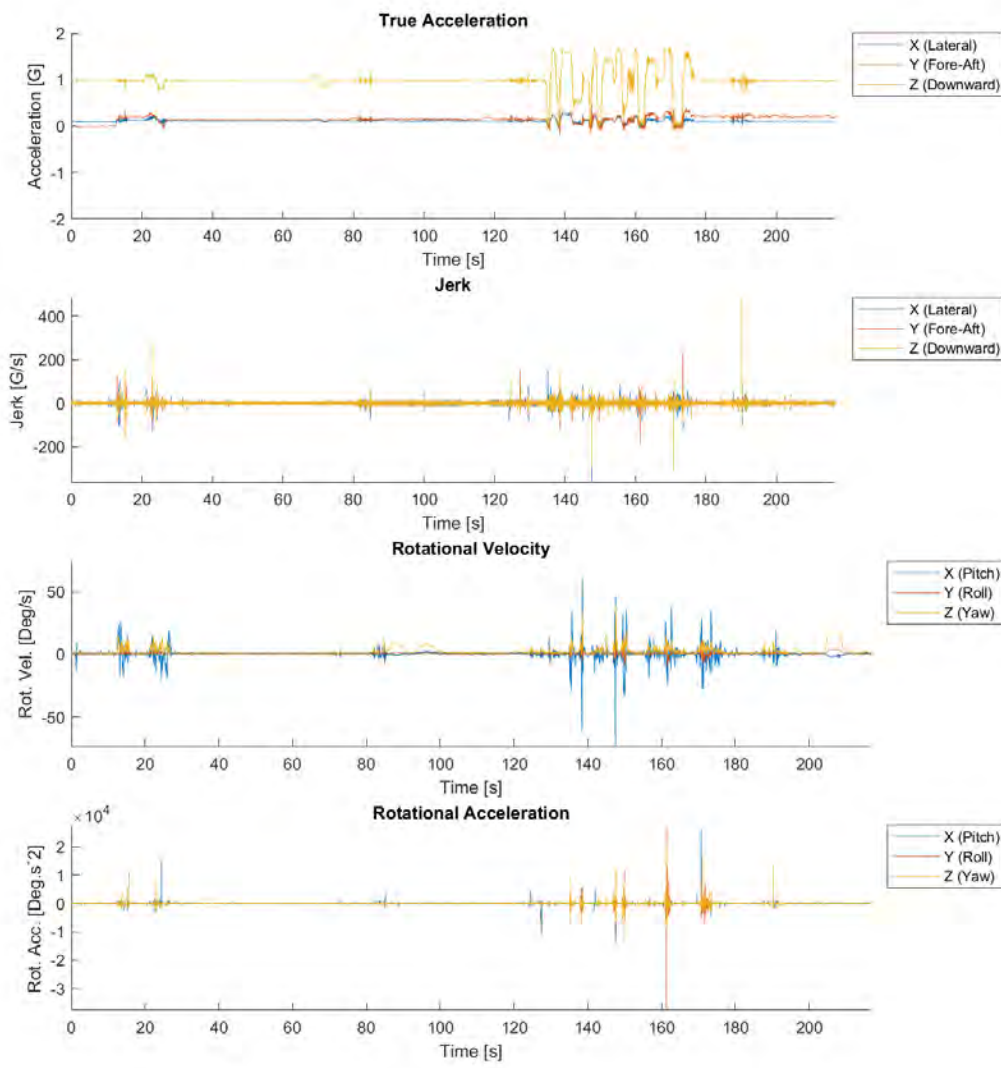 True Acceleration
2
1
0
-1
-2
Acceleration [G]
0 20 40 60 80 100 120 140 160 180 200
Time [s]
X (Lateral)
Y (Fore-Aft)
Z (Downward)
Jerk
400
200
0
-200
Jerk [G/s]
0 20 40 60 80 100 120 140 160 180 200
Time [s]
X (Lateral)
Y (Fore-Aft)
Z (Downward)
Rotational Velocity
50
0
-50
Rot. Vel. [Deg/s]
0 20 40 60 80 100 120 140 160 180 200
Time [s]
X (Pitch)
Y (Roll)
Z (Yaw)
Rotational Acceleration
× 10^4
2
1
0
-1
-2
-3
Rot. Acc. [Deg.s^2]
0 20 40 60 80 100 120 140 160 180 200
Time [s]
X (Pitch)
Y (Roll)
Z (Yaw)